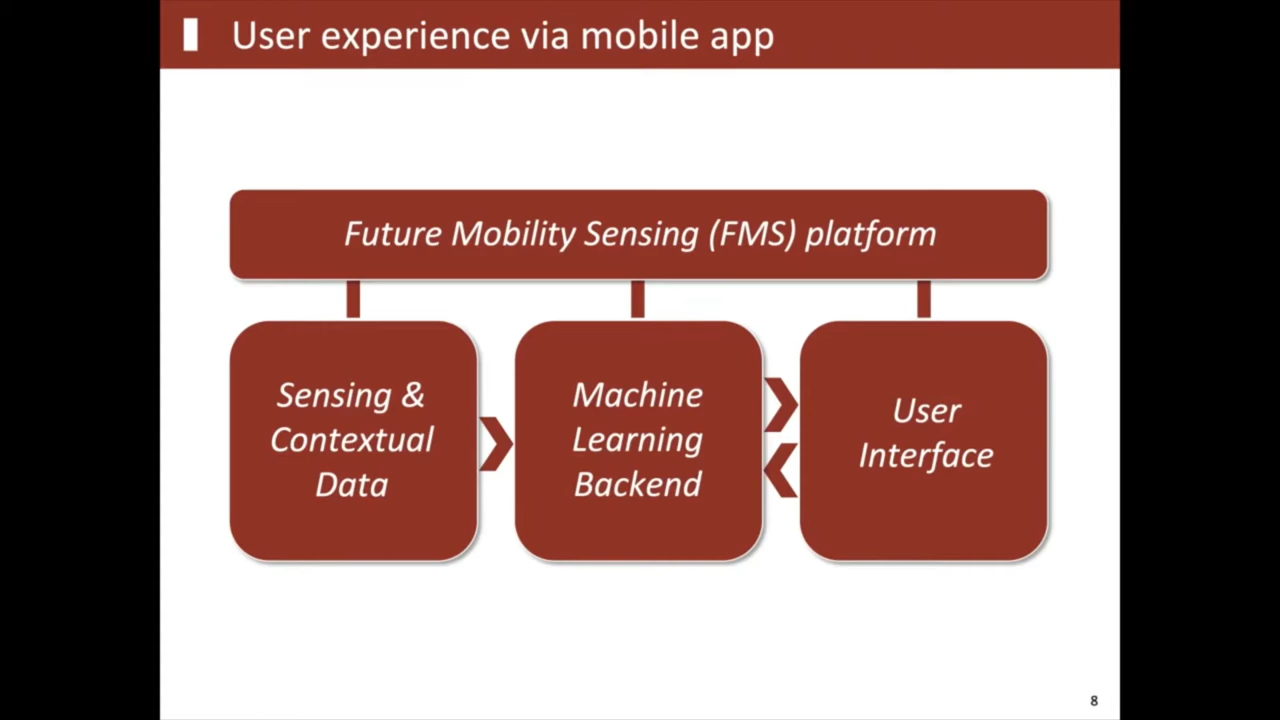 User experience via mobile app
Future Mobility Sensing (FMS) platform
Sensing &
Contextual
Data
Machine
Learning
Backend
User
Interface
8